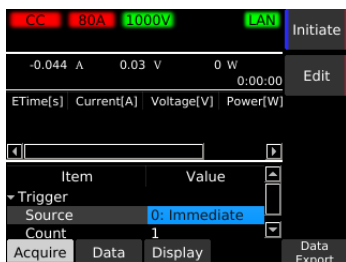 CC 80A 1000V LAN
Initiate
-0.044 A 0.03 V 0 W
0:00:00
Edit
ETime[s] Current[A] Voltage[V] Power[W]
Item Value
Trigger
Source 0: Immediate
Count 1
Acquire Data Display
Data
Export